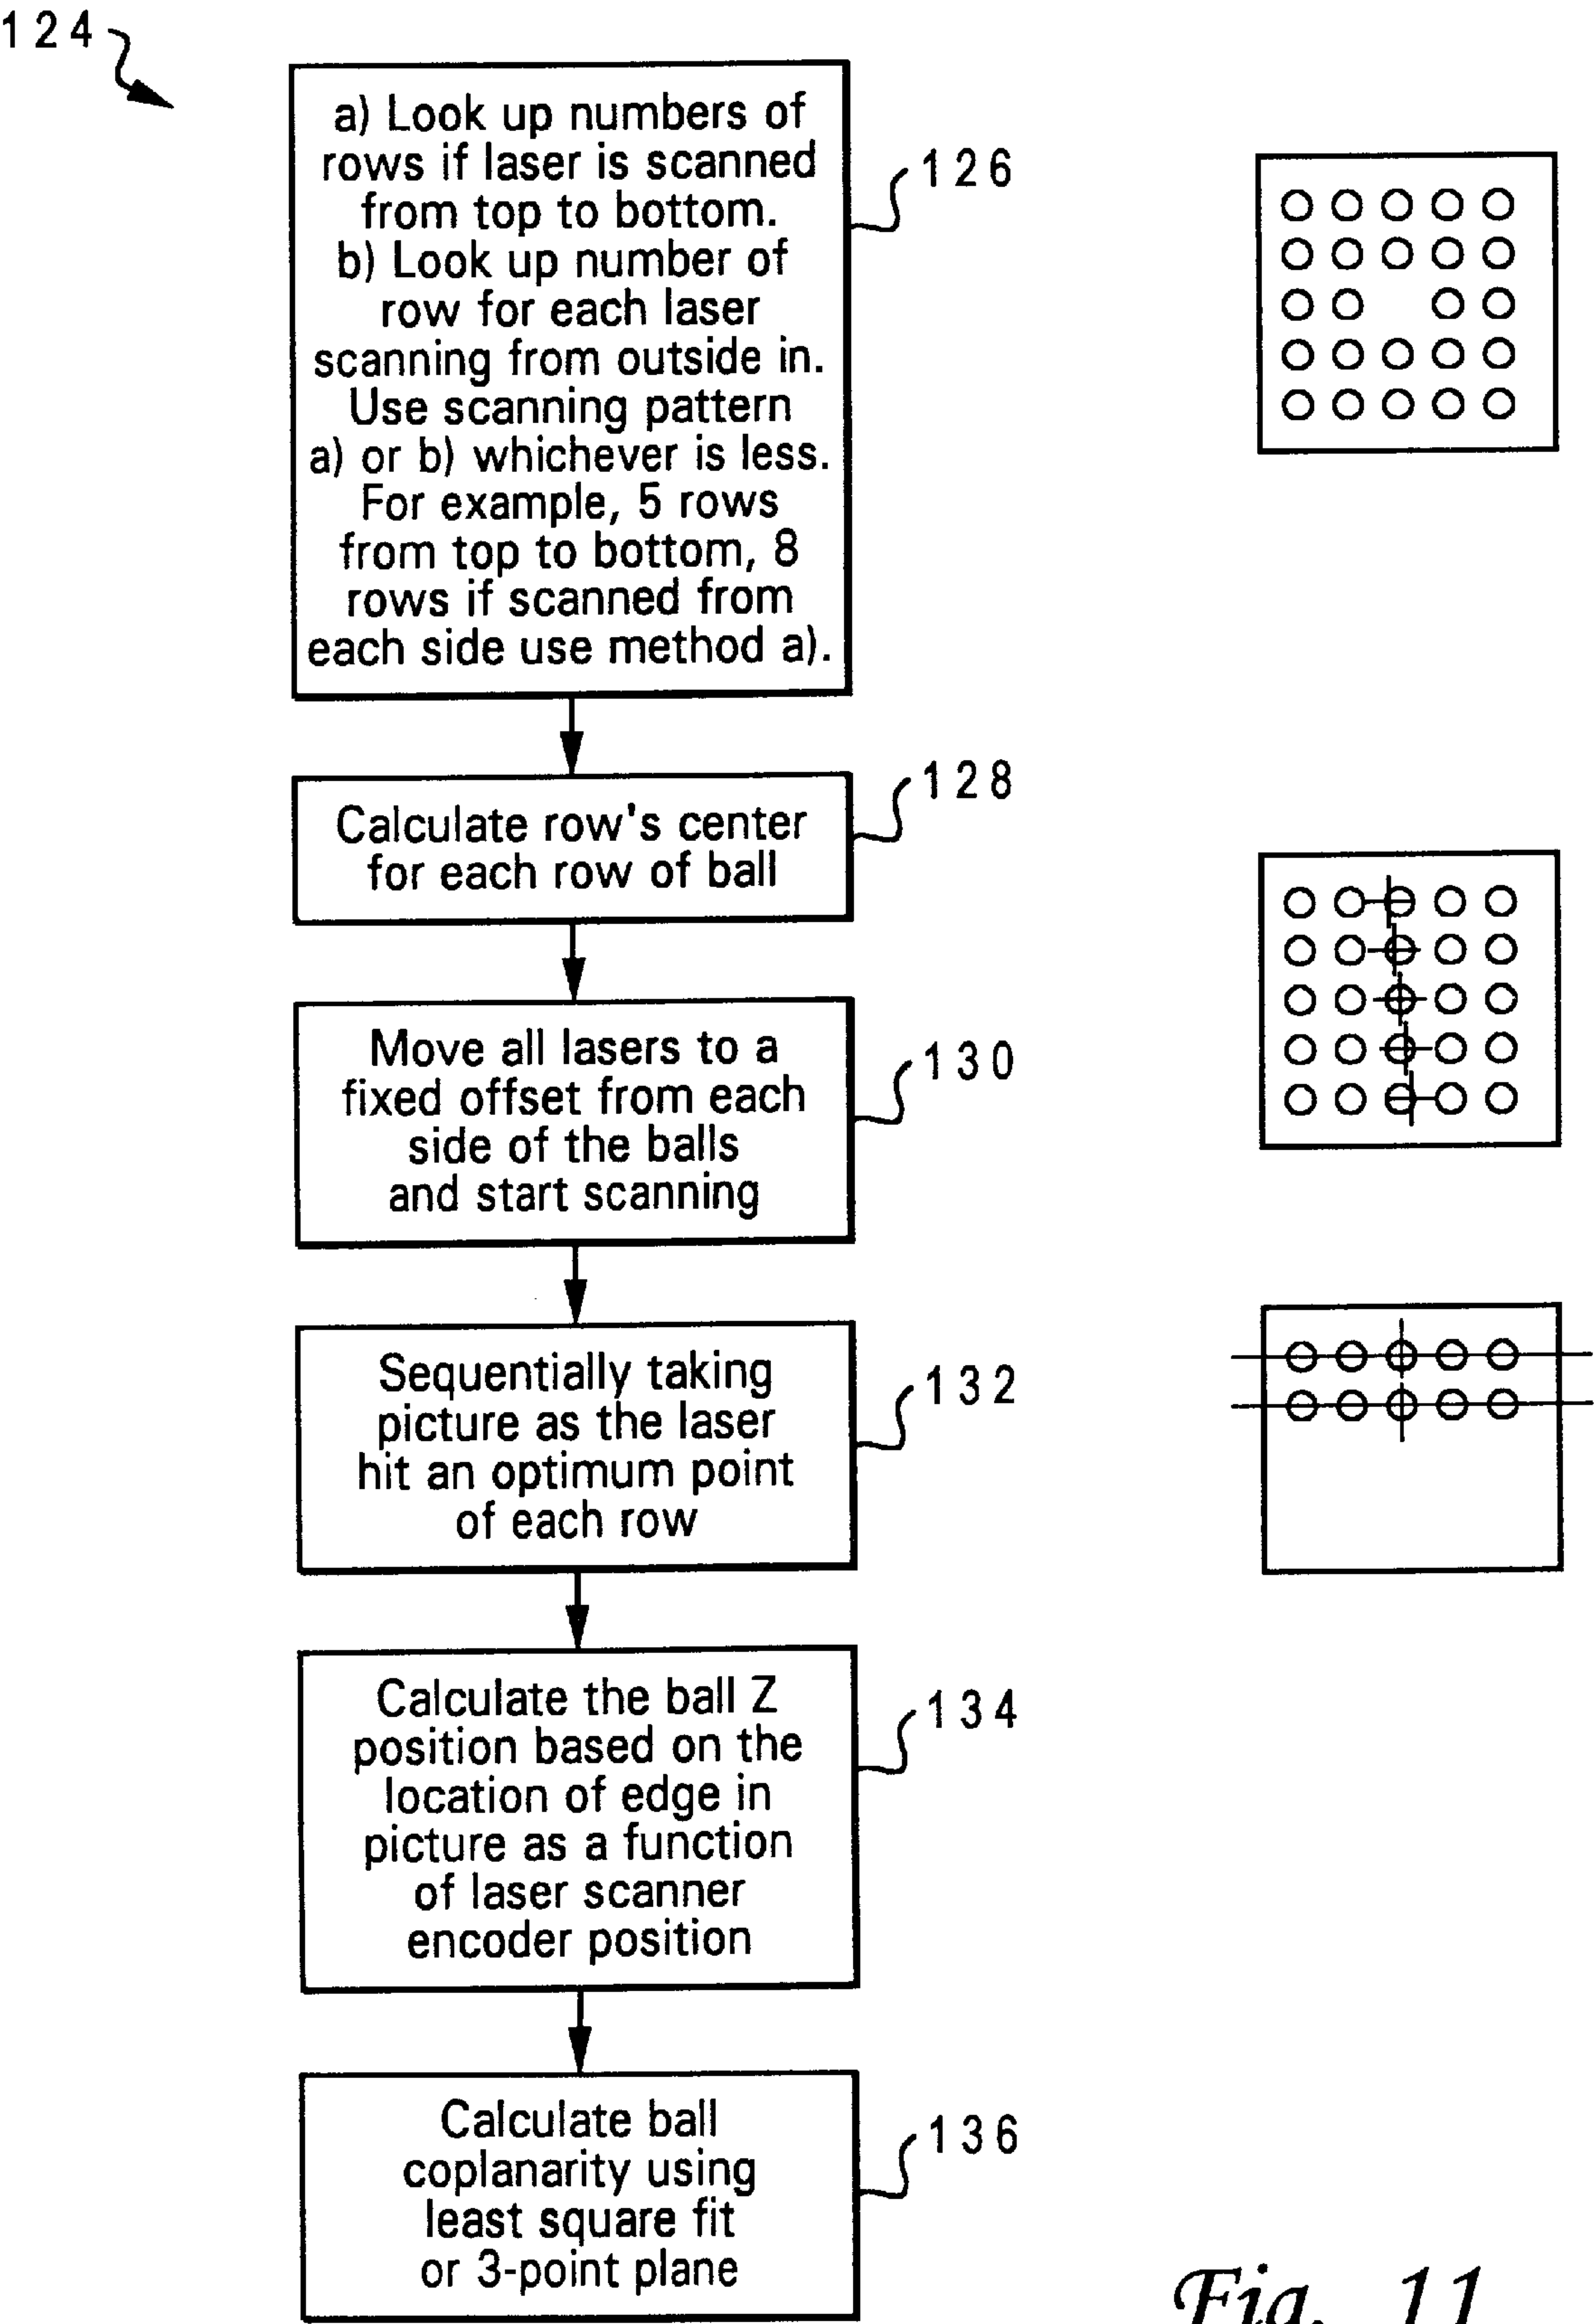 124
a) Look up numbers of
rows if laser is scanned
from top to bottom.
b) Look up number of
row for each laser
scanning from outside in.
Use scanning pattern
a) or b) whichever is less.
For example, 5 rows
from top to bottom, 8
rows if scanned from
each side use method a).
126
Calculate row's center
for each row of ball
128
Move all lasers to a
fixed offset from each
side of the balls
and start scanning
130
Sequentially taking
picture as the laser
hit an optimum point
of each row
132
Calculate the ball Z
position based on the
location of edge in
picture as a function
of laser scanner
encoder position
134
Calculate ball
coplanarity using
least square fit
or 3-point plane
136
Fig. 11